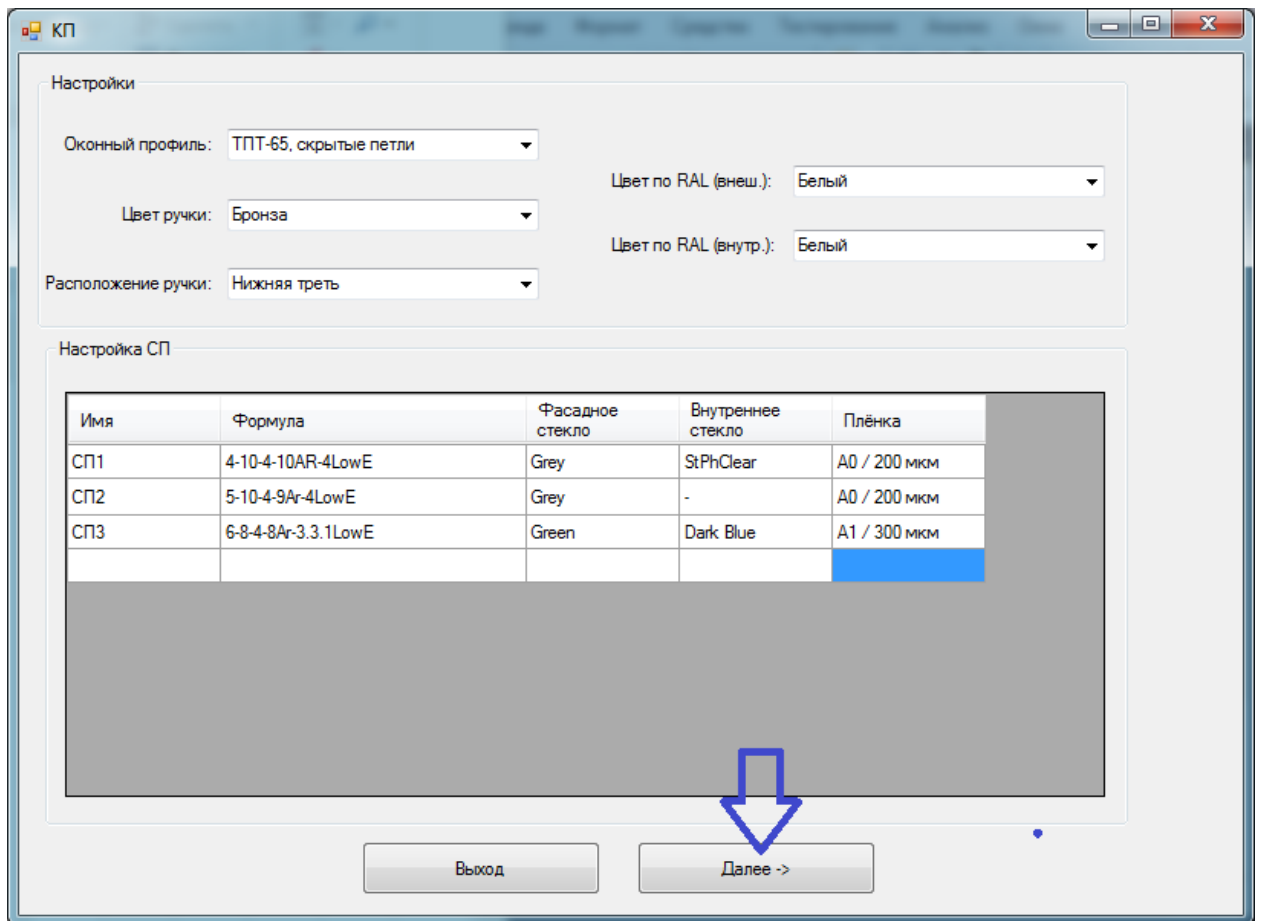 КП
Настройки
Оконный профиль: ТПТ-65, скрытые петли
Цвет по RAL (внеш.): Белый
Цвет ручки: Бронза
Цвет по RAL (внутр.): Белый
Расположение ручки: Нижняя треть
Настройка СП
Имя Формула Фасадное стекло Внутреннее стекло Плёнка
СП1 4-10-4-10AR-4LowE Grey StPhClear A0 / 200 мкм
СП2 5-10-4-9Ar-4LowE Grey - A0 / 200 мкм
СП3 6-8-4-8Ar-3.3.1LowE Green Dark Blue A1 / 300 мкм
Выход Далее ->